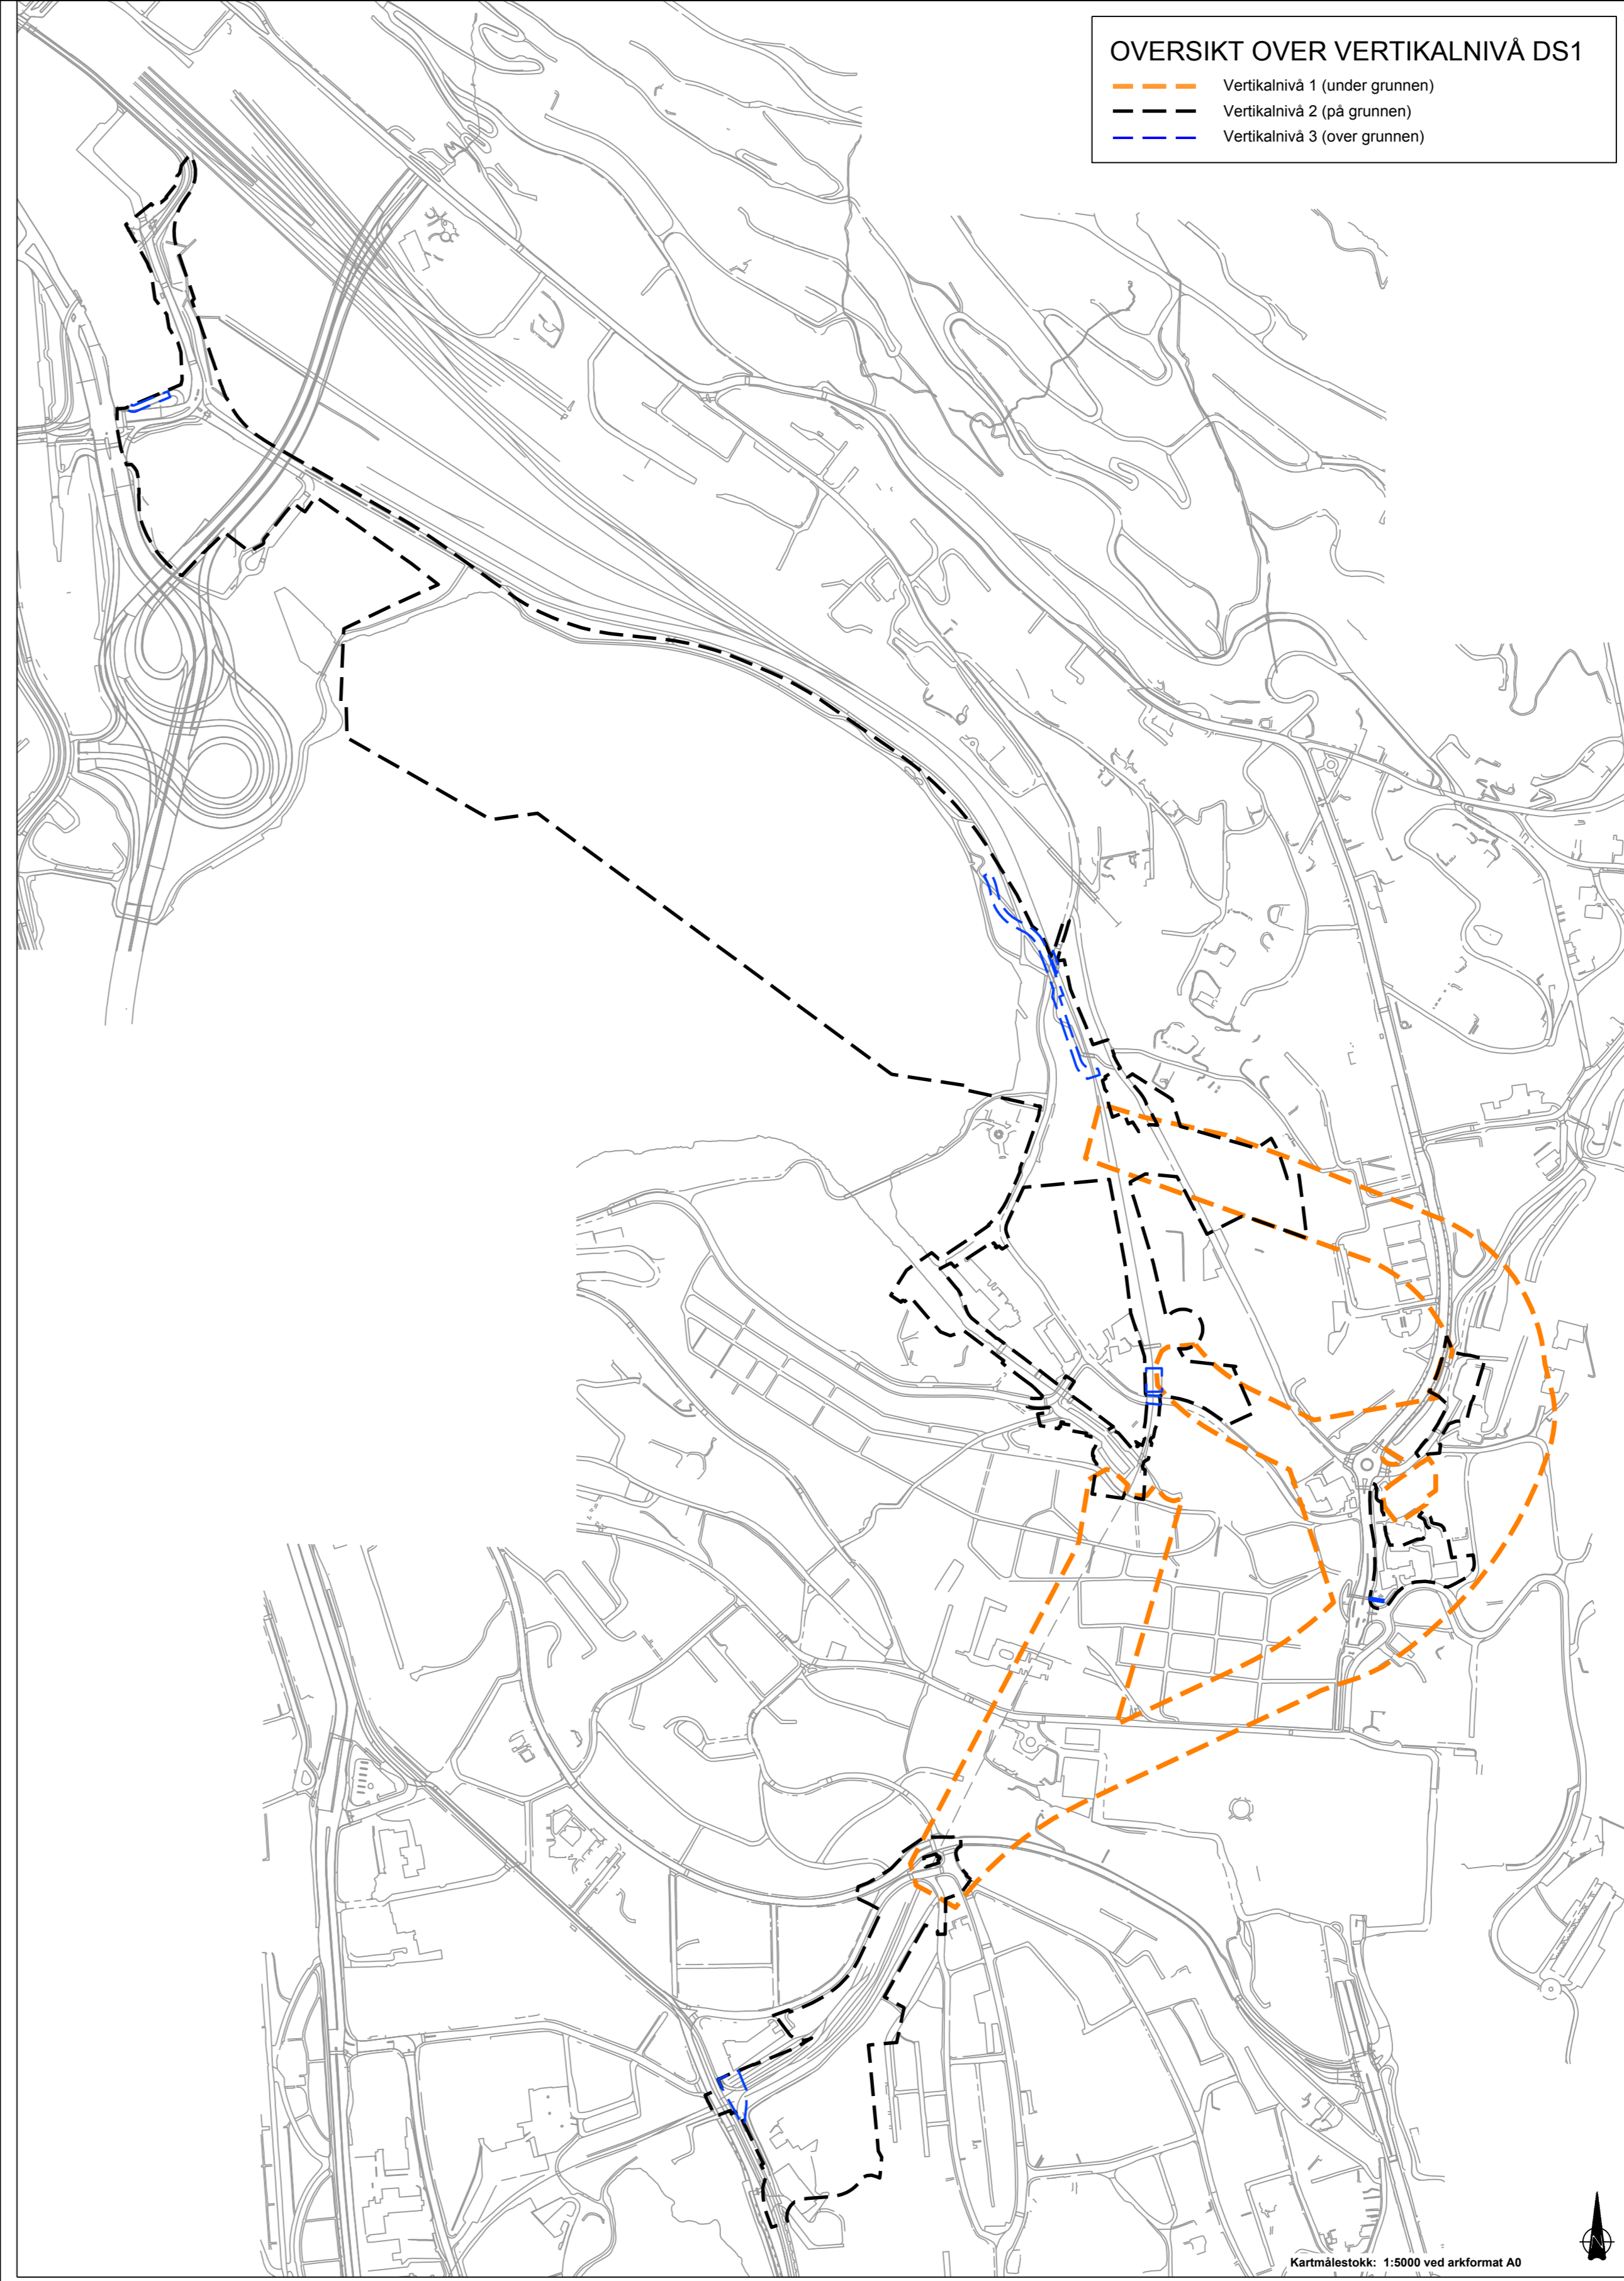 OVERSIKT OVER VERTIKALNIVÅ DS1
Vertikalnivå 1 (under grunnen)
Vertikalnivå 2 (på grunnen)
Vertikalnivå 3 (over grunnen)
Kartmålestokk: 1:5000 ved arkformat A0
N